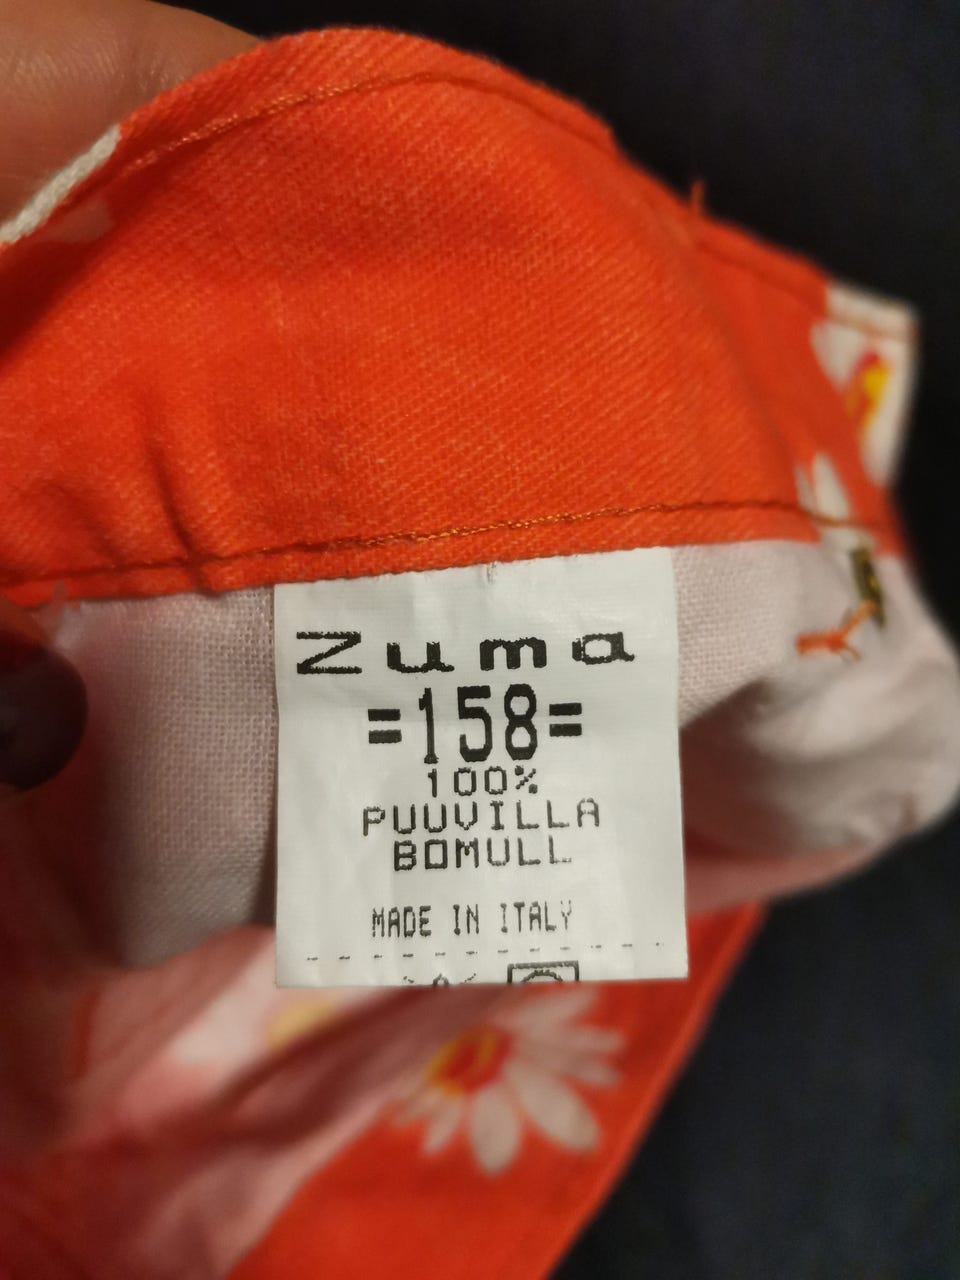 Zuma
=158=
100%
PUUVILLA
BOMULL
MADE IN ITALY